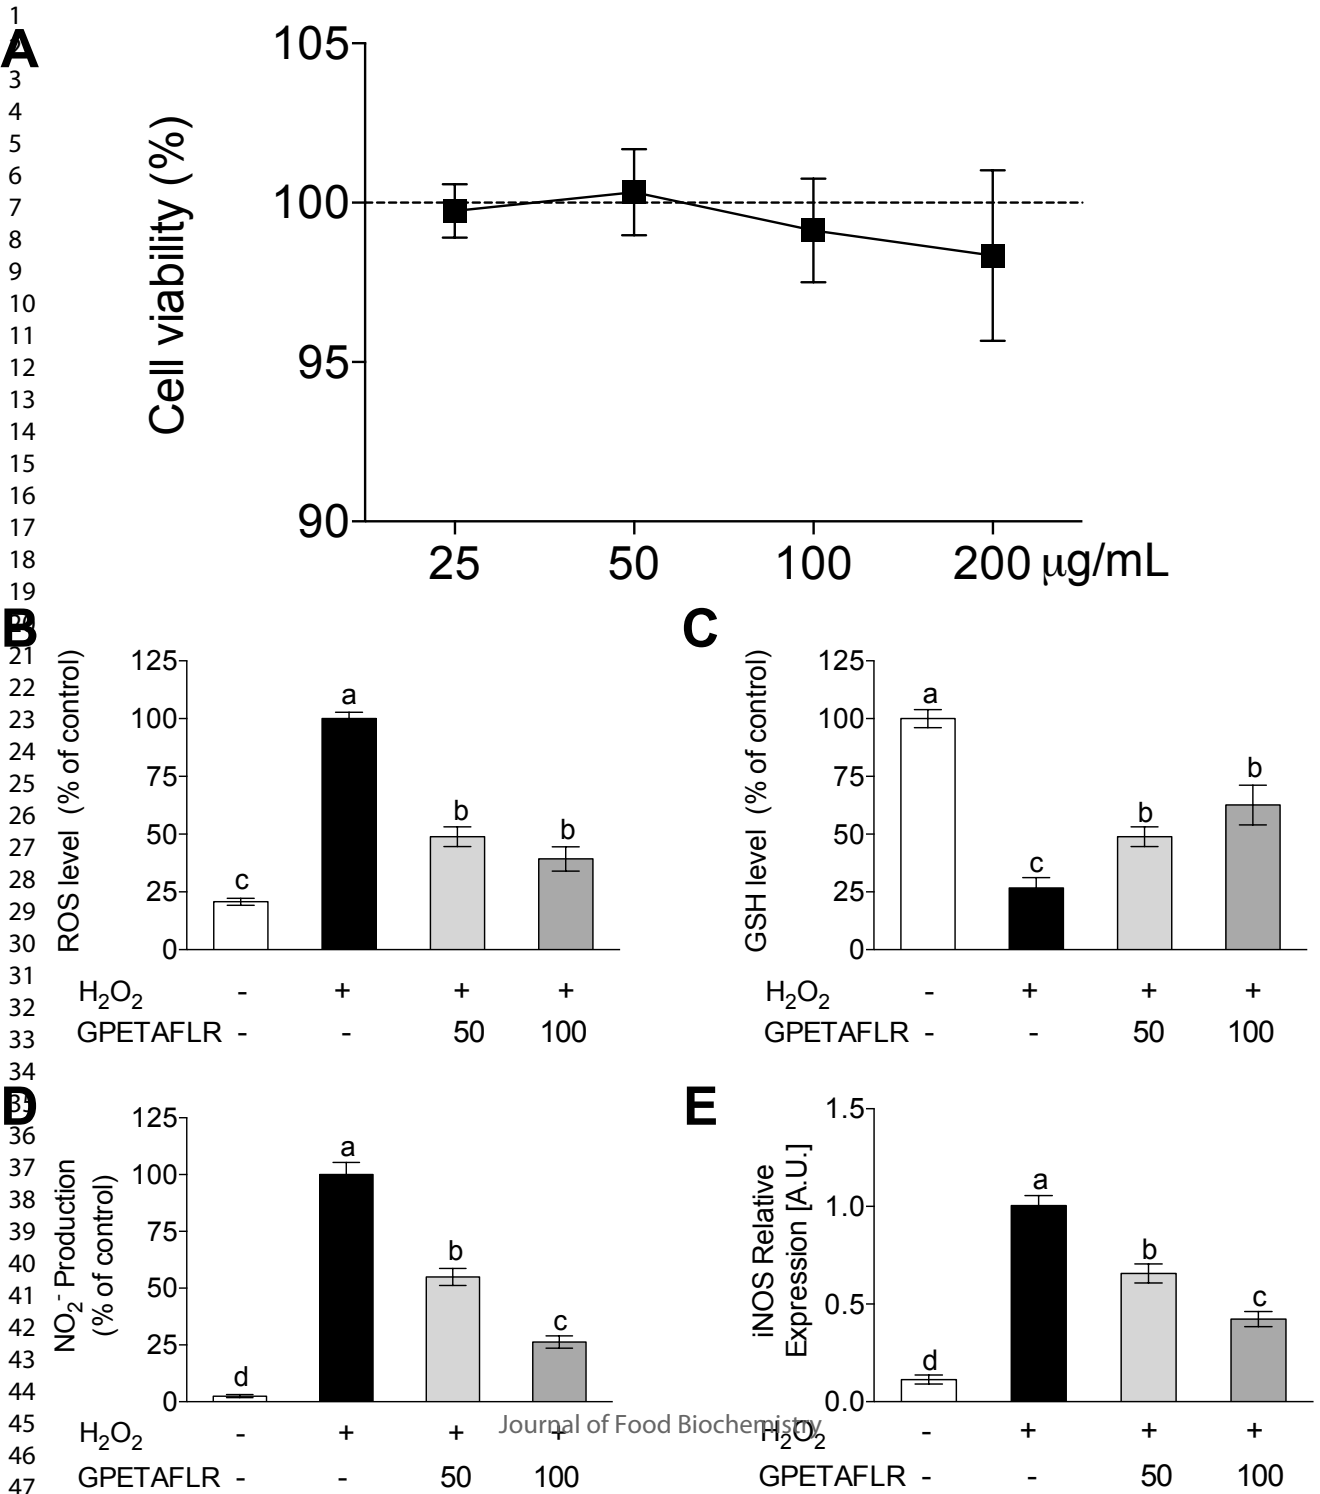 1
2
3
4
5
6
7
8
9
10
11
12
13
14
15
16
17
18
19
20
21
22
23
24
25
26
27
28
29
30
31
32
33
34
35
36
37
38
39
40
41
42
43
44
45
46
47
A
Cell viability (%)
105
100
95
90
25 50 100 200 µg/mL
B
ROS level (% of control)
125
100
75
50
25
0
c a b b
H2O2 - + + +
GPETAFLR - - 50 100
C
GSH level (% of control)
125
100
75
50
25
0
a c b b
H2O2 - + + +
GPETAFLR - - 50 100
D
NO2- Production
(% of control)
125
100
75
50
25
0
d a b c
H2O2 - + + +
GPETAFLR - - 50 100
E
iNOS Relative
Expression [A.U.]
1.5
1.0
0.5
0.0
d a b c
H2O2 - + + +
GPETAFLR - - 50 100
Journal of Food Biochemistry